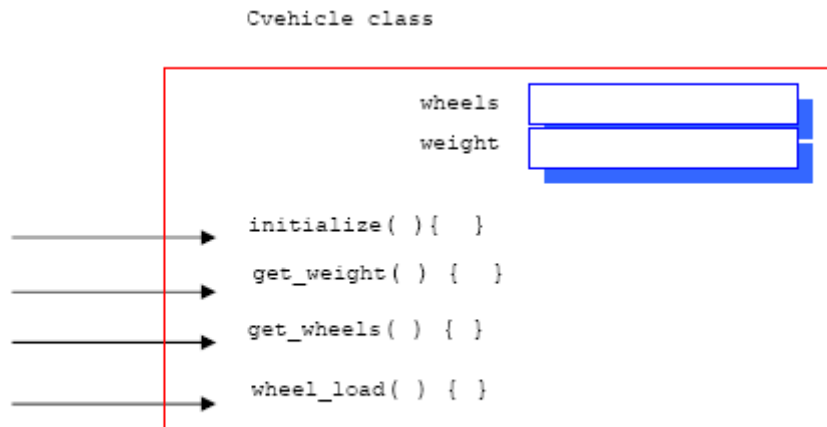 Cvehicle class
wheels
weight
initialize( ){  }
get_weight( ) {  }
get_wheels( ) { }
wheel_load( ) { }